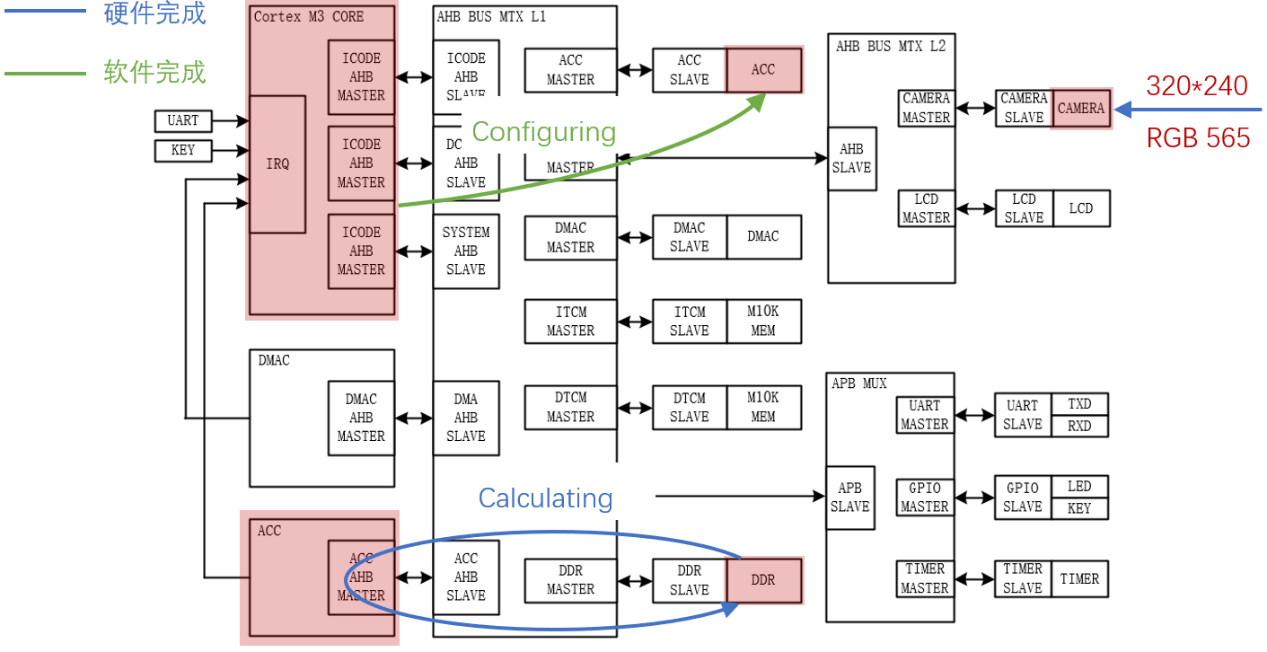 硬件完成
软件完成
Cortex M3 CORE
ICODE
AHB
MASTER
ICODE
AHB
MASTER
ICODE
AHB
MASTER
UART
KEY
IRQ
AHB BUS MTX L1
ICODE
AHB
SLAVE
DC
AHB
SLAVE
SYSTEM
AHB
SLAVE
ACC
MASTER
ACC
SLAVE
ACC
Configuring
MASTER
DMAC
MASTER
DMAC
SLAVE
DMAC
ITCM
MASTER
ITCM
SLAVE
M10K
MEM
DTCM
MASTER
DTCM
SLAVE
M10K
MEM
AHB BUS MTX L2
AHB
SLAVE
CAMERA
MASTER
CAMERA
SLAVE
CAMERA
LCD
MASTER
LCD
SLAVE
LCD
320*240
RGB 565
DMAC
DMAC
AHB
MASTER
DMA
AHB
SLAVE
ACC
ACC
AHB
MASTER
ACC
AHB
SLAVE
Calculating
DDR
MASTER
DDR
SLAVE
DDR
APB MUX
APB
SLAVE
UART
MASTER
UART
SLAVE
TXD
RXD
GPIO
MASTER
GPIO
SLAVE
LED
KEY
TIMER
MASTER
TIMER
SLAVE
TIMER